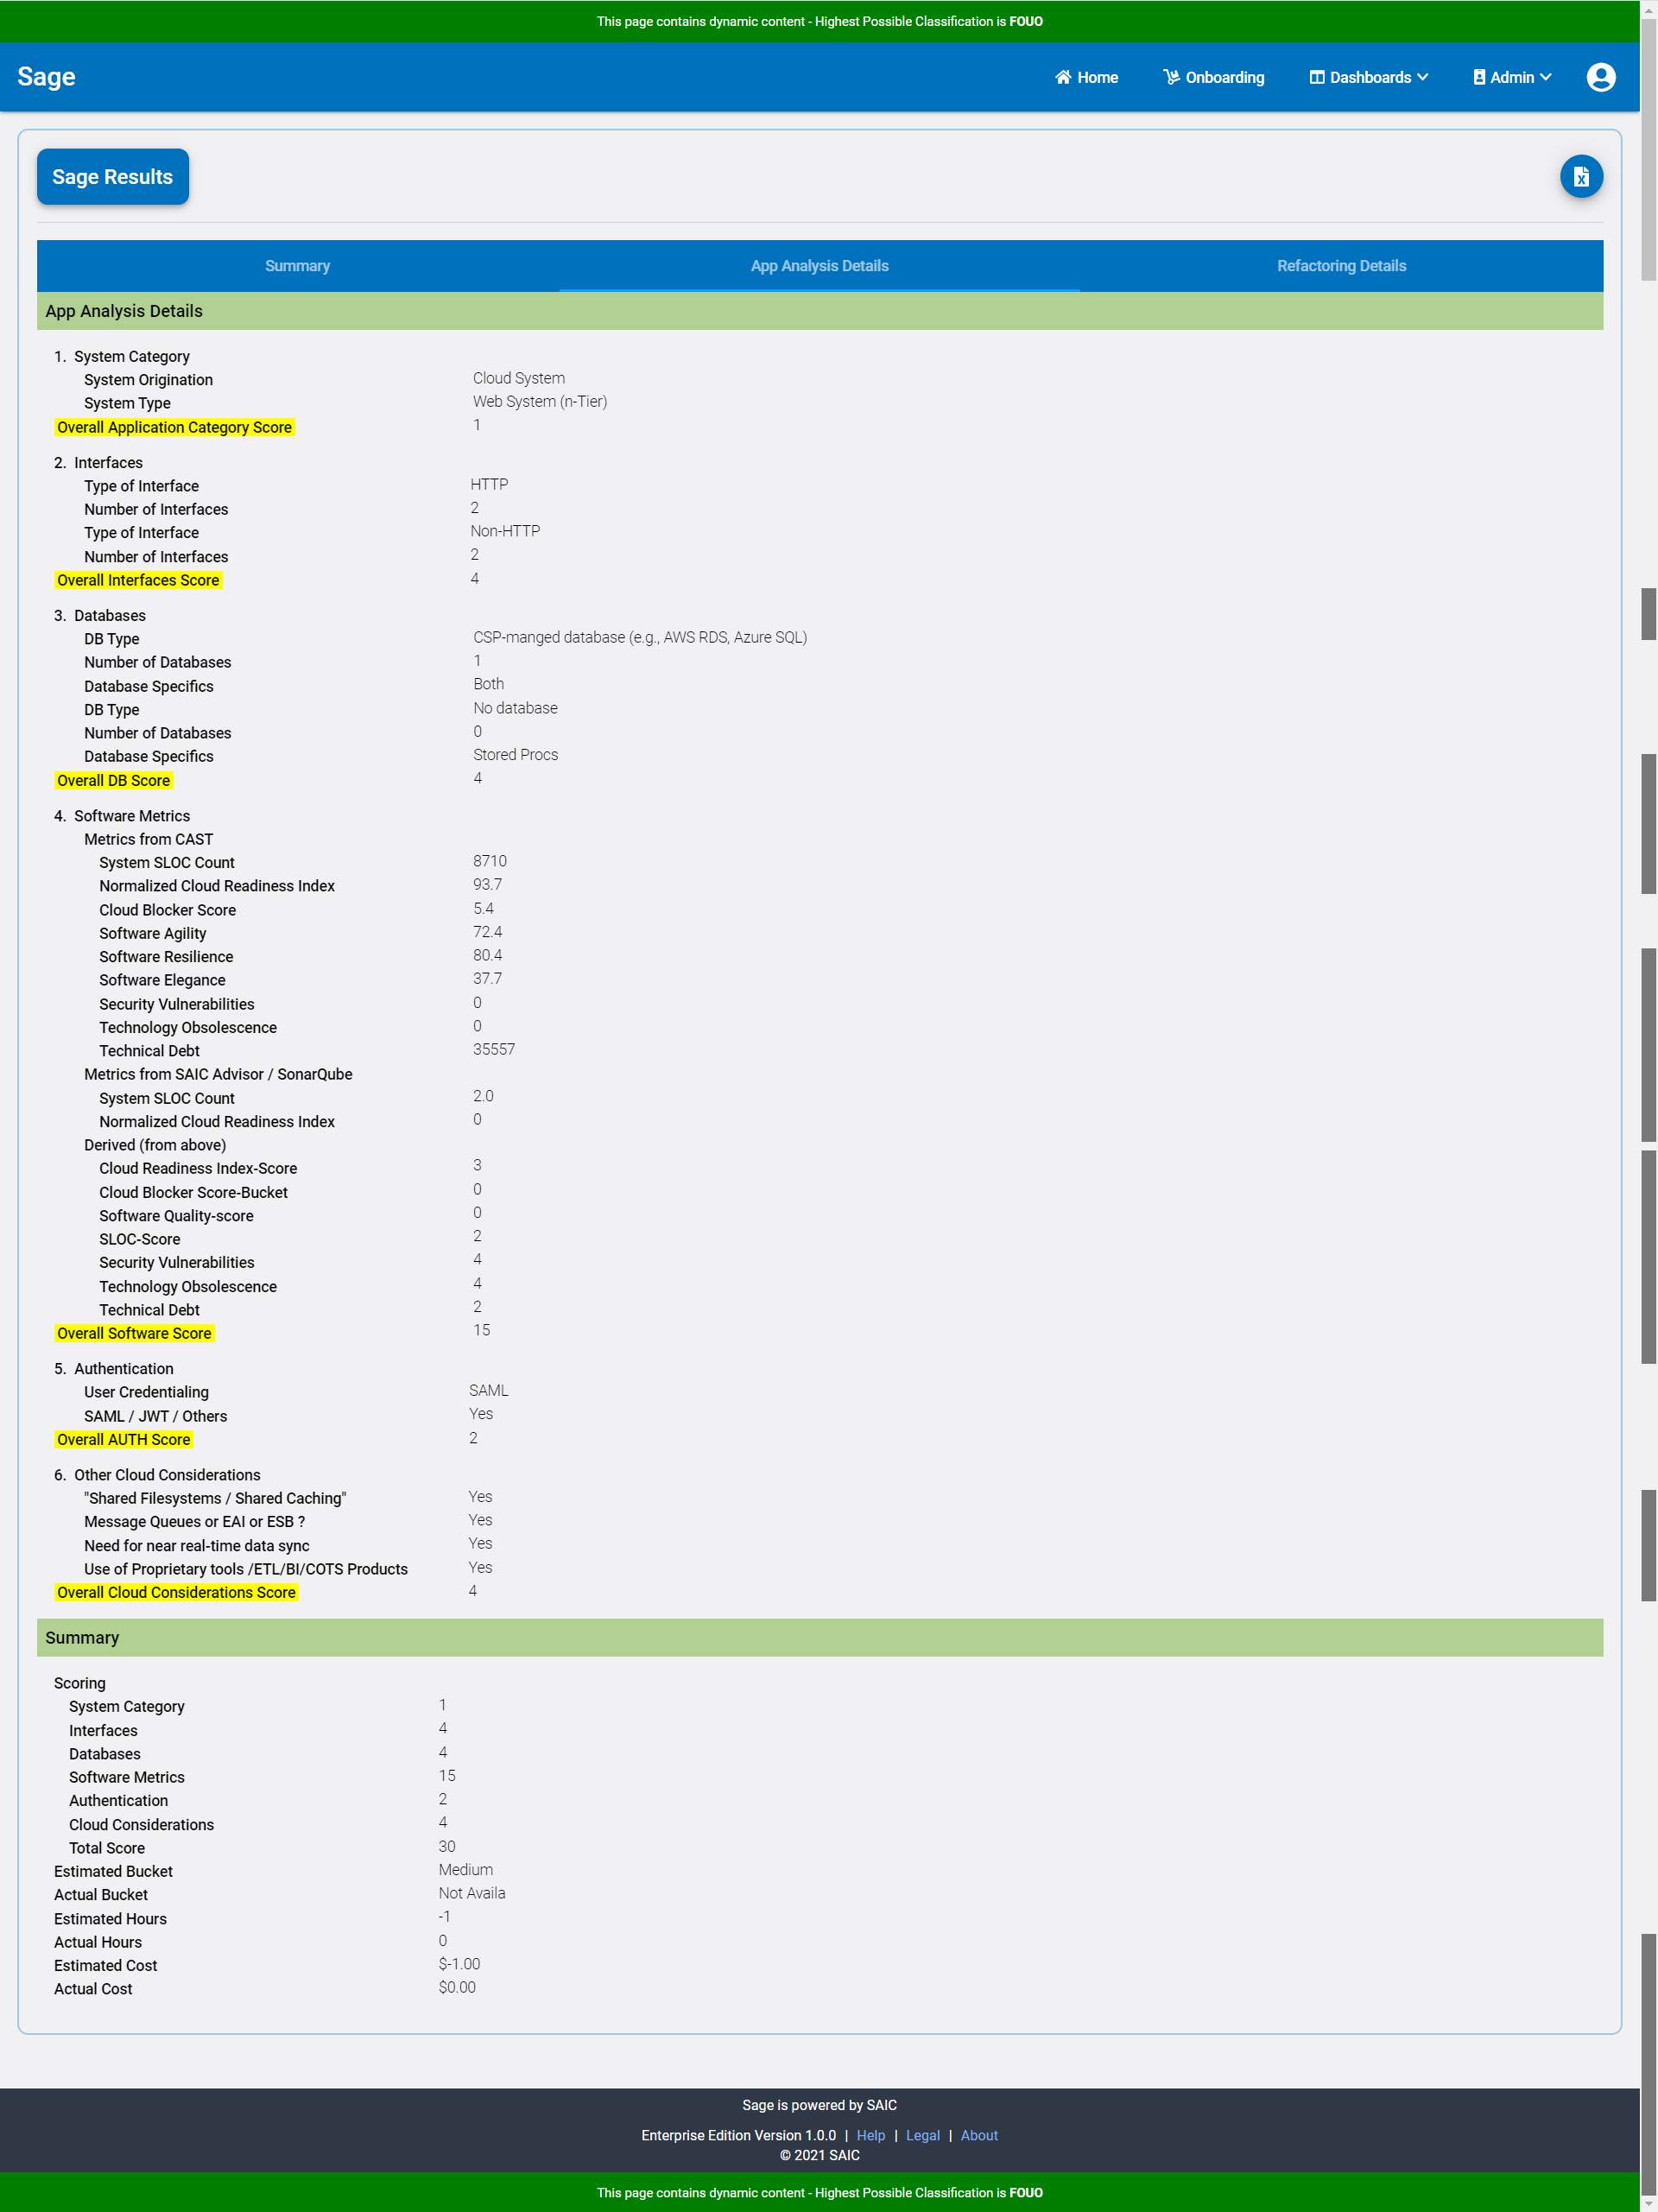 This page contains dynamic content - Highest Possible Classification is FOUO
Sage Home Onboarding Dashboards Admin
Sage Results
Summary App Analysis Details Refactoring Details
App Analysis Details
1. System Category
System Origination Cloud System
System Type Web System (n-Tier)
Overall Application Category Score 1
2. Interfaces
Type of Interface HTTP
Number of Interfaces 2
Type of Interface Non-HTTP
Number of Interfaces 2
Overall Interfaces Score 4
3. Databases
DB Type CSP-manged database (e.g., AWS RDS, Azure SQL)
Number of Databases 1
Database Specifics Both
DB Type No database
Number of Databases 0
Database Specifics Stored Procs
Overall DB Score 4
4. Software Metrics
Metrics from CAST
System SLOC Count 8710
Normalized Cloud Readiness Index 93.7
Cloud Blocker Score 5.4
Software Agility 72.4
Software Resilience 80.4
Software Elegance 37.7
Security Vulnerabilities 0
Technology Obsolescence 0
Technical Debt 35557
Metrics from SAIC Advisor / SonarQube
System SLOC Count 2.0
Normalized Cloud Readiness Index 0
Derived (from above)
Cloud Readiness Index-Score 3
Cloud Blocker Score-Bucket 0
Software Quality-score 0
SLOC-Score 2
Security Vulnerabilities 4
Technology Obsolescence 4
Technical Debt 2
Overall Software Score 15
5. Authentication
User Credentialing SAML
SAML / JWT / Others Yes
Overall AUTH Score 2
6. Other Cloud Considerations
"Shared Filesystems / Shared Caching" Yes
Message Queues or EAI or ESB ? Yes
Need for near real-time data sync Yes
Use of Proprietary tools /ETL/BI/COTS Products Yes
Overall Cloud Considerations Score 4
Summary
Scoring
System Category 1
Interfaces 4
Databases 4
Software Metrics 15
Authentication 2
Cloud Considerations 4
Total Score 30
Estimated Bucket Medium
Actual Bucket Not Availa
Estimated Hours -1
Actual Hours 0
Estimated Cost $-1.00
Actual Cost $0.00
Sage is powered by SAIC
Enterprise Edition Version 1.0.0 | Help | Legal | About
© 2021 SAIC
This page contains dynamic content - Highest Possible Classification is FOUO